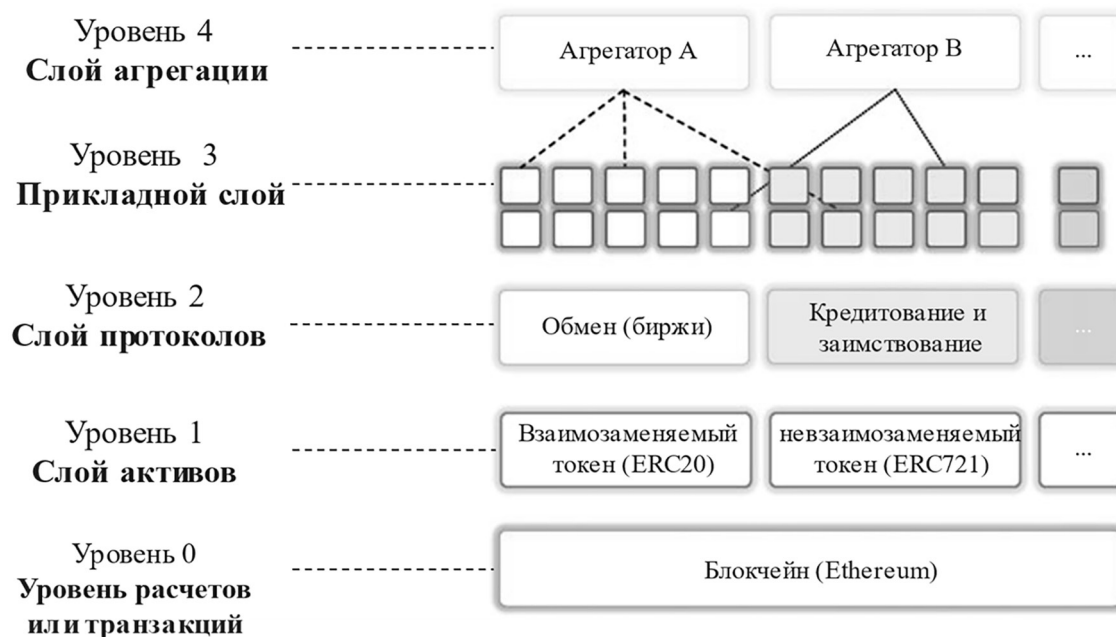 Уровень 4
Слой агрегации
Агрегатор А
Агрегатор В
...
Уровень 3
Прикладной слой
Уровень 2
Слой протоколов
Обмен (биржи)
Кредитование и
заимствование
...
Уровень 1
Слой активов
Взаимозаменяемый
токен (ERC20)
невзаимозаменяемый
токен (ERC721)
...
Уровень 0
Уровень расчетов
или транзакций
Блокчейн (Ethereum)